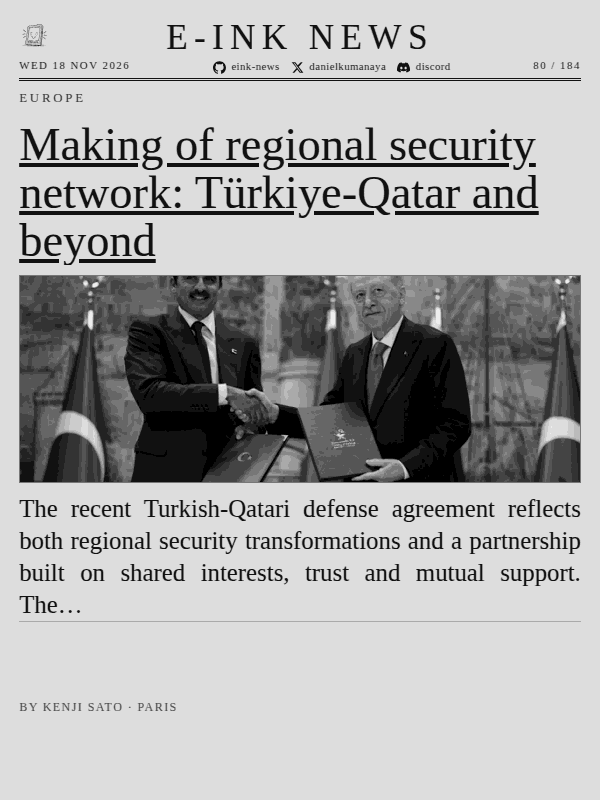 E-INK NEWS
WED 18 NOV 2026
eink-news danielkumanaya discord
80 / 184
EUROPE
Making of regional security
network: Türkiye-Qatar and
beyond
The recent Turkish-Qatari defense agreement reflects
both regional security transformations and a partnership
built on shared interests, trust and mutual support.
The…
BY KENJI SATO · PARIS